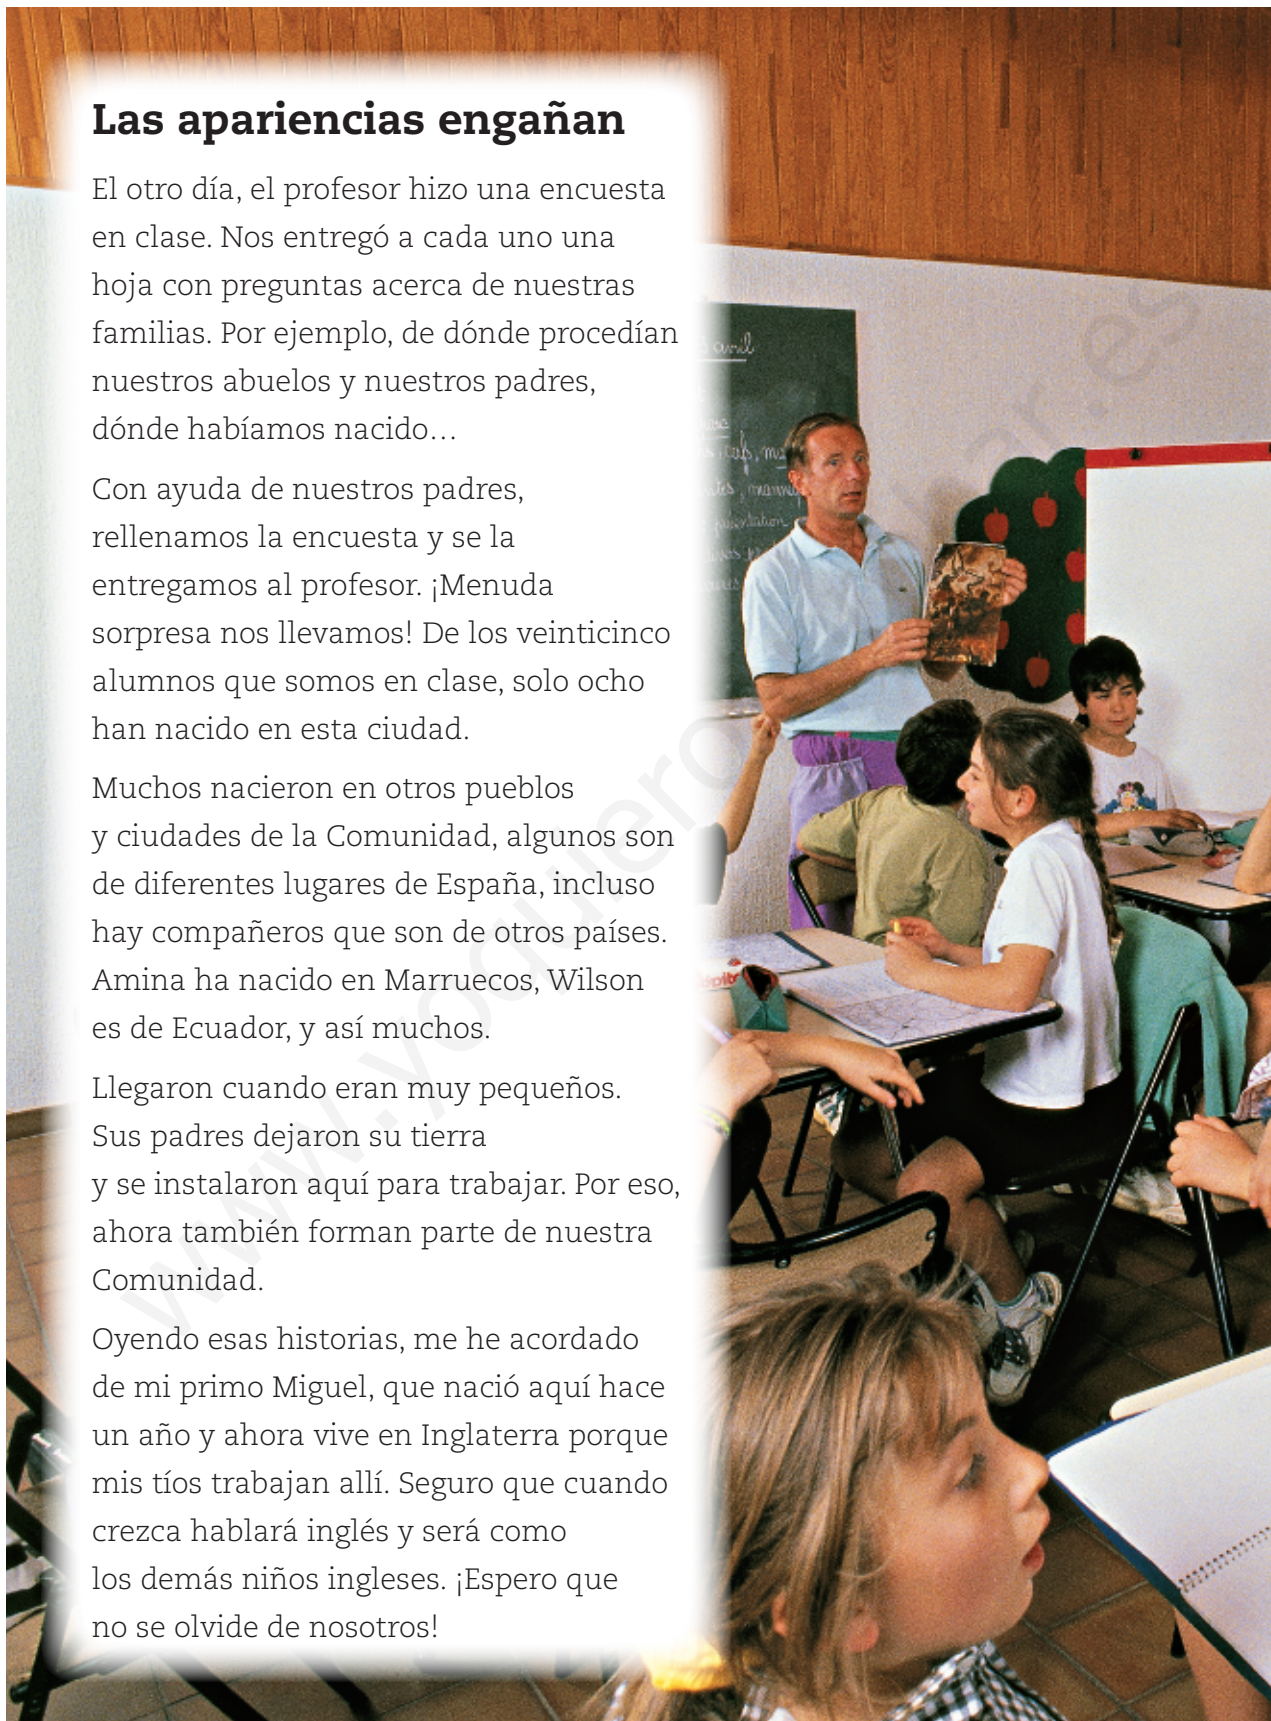 Las apariencias engañan
El otro día, el profesor hizo una encuesta
en clase. Nos entregó a cada uno una
hoja con preguntas acerca de nuestras
familias. Por ejemplo, de dónde procedían
nuestros abuelos y nuestros padres,
dónde habíamos nacido…
Con ayuda de nuestros padres,
rellenamos la encuesta y se la
entregamos al profesor. ¡Menuda
sorpresa nos llevamos! De los veinticinco
alumnos que somos en clase, solo ocho
han nacido en esta ciudad.
Muchos nacieron en otros pueblos
y ciudades de la Comunidad, algunos son
de diferentes lugares de España, incluso
hay compañeros que son de otros países.
Amina ha nacido en Marruecos, Wilson
es de Ecuador, y así muchos.
Llegaron cuando eran muy pequeños.
Sus padres dejaron su tierra
y se instalaron aquí para trabajar. Por eso,
ahora también forman parte de nuestra
Comunidad.
Oyendo esas historias, me he acordado
de mi primo Miguel, que nació aquí hace
un año y ahora vive en Inglaterra porque
mis tíos trabajan allí. Seguro que cuando
crezca hablará inglés y será como
los demás niños ingleses. ¡Espero que
no se olvide de nosotros!
avril